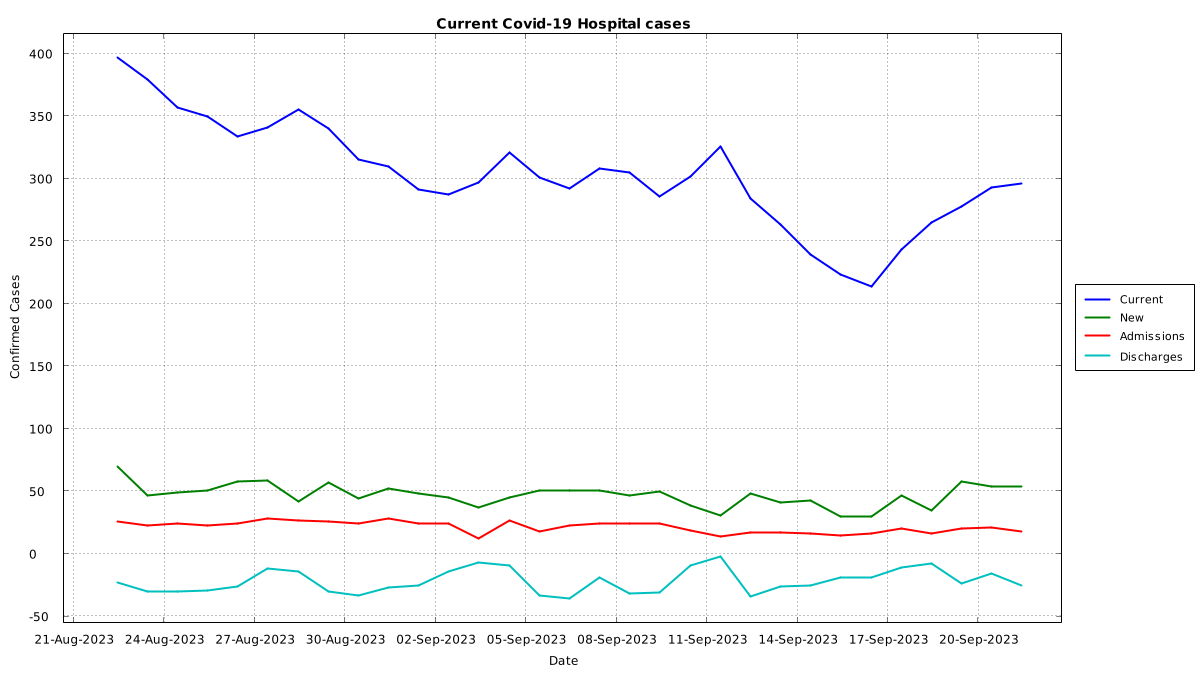 Current Covid-19 Hospital cases
400
350
300
250
200
150
100
50
0
-50
Confirmed Cases
21-Aug-2023 24-Aug-2023 27-Aug-2023 30-Aug-2023 02-Sep-2023 05-Sep-2023 08-Sep-2023 11-Sep-2023 14-Sep-2023 17-Sep-2023 20-Sep-2023
Date
Current
New
Admissions
Discharges